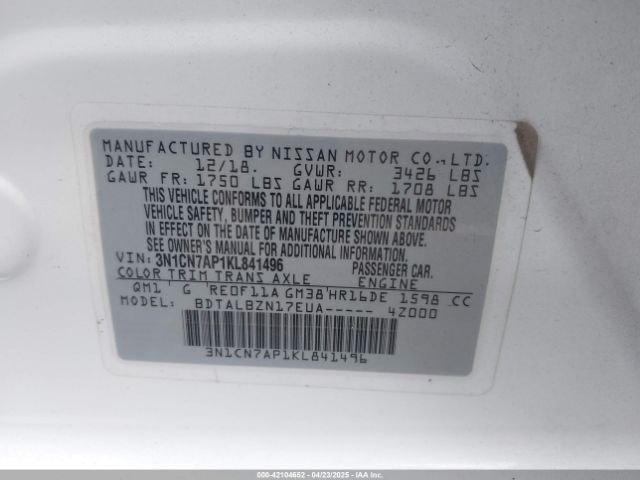 MANUFACTURED BY NISSAN MOTOR CO., LTD.
DATE: 12/18. GVWR: 3426 LBS
GAWR FR: 1750 LBS GAWR RR: 1708 LBS
THIS VEHICLE CONFORMS TO ALL APPLICABLE FEDERAL MOTOR
VEHICLE SAFETY, BUMPER AND THEFT PREVENTION STANDARDS
IN EFFECT ON THE DATE OF MANUFACTURE SHOWN ABOVE.
SEE OWNER'S MANUAL FOR ADDITIONAL INFORMATION.
VIN: 3N1CN7AP1KL841496 PASSENGER CAR.
COLOR TRIM TRANS AXLE ENGINE
QM1 G RE0F11A GM38 HR16DE 1598 CC
MODEL: BDTALBZN17EUA----- 4Z000
3N1CN7AP1KL841496
000-42104652 - 04/23/2025 - IAA, Inc.